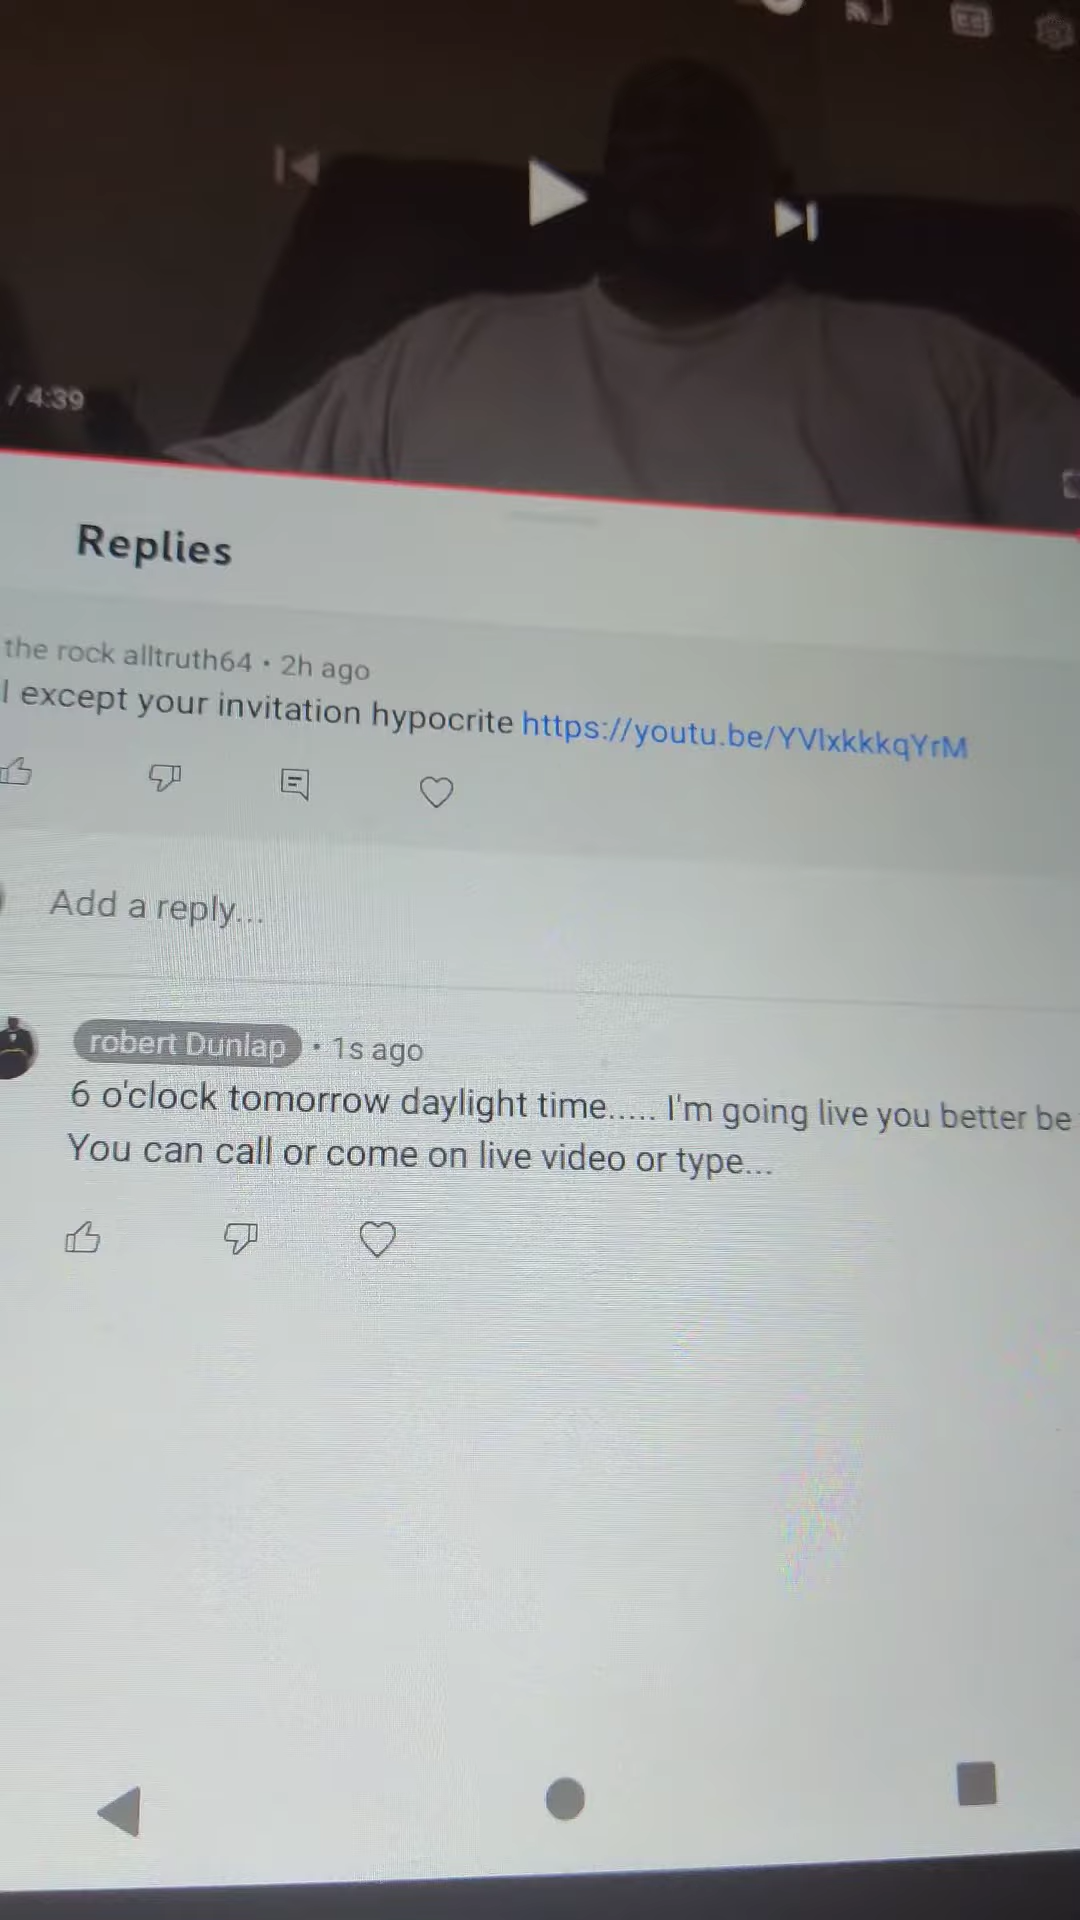 CC
/ 4:39
Replies
the rock alltruth64 • 2h ago
I except your invitation hypocrite https://youtu.be/YVlxkkkqYrM
Add a reply...
robert Dunlap • 1s ago
6 o'clock tomorrow daylight time..... I'm going live you better be
You can call or come on live video or type...